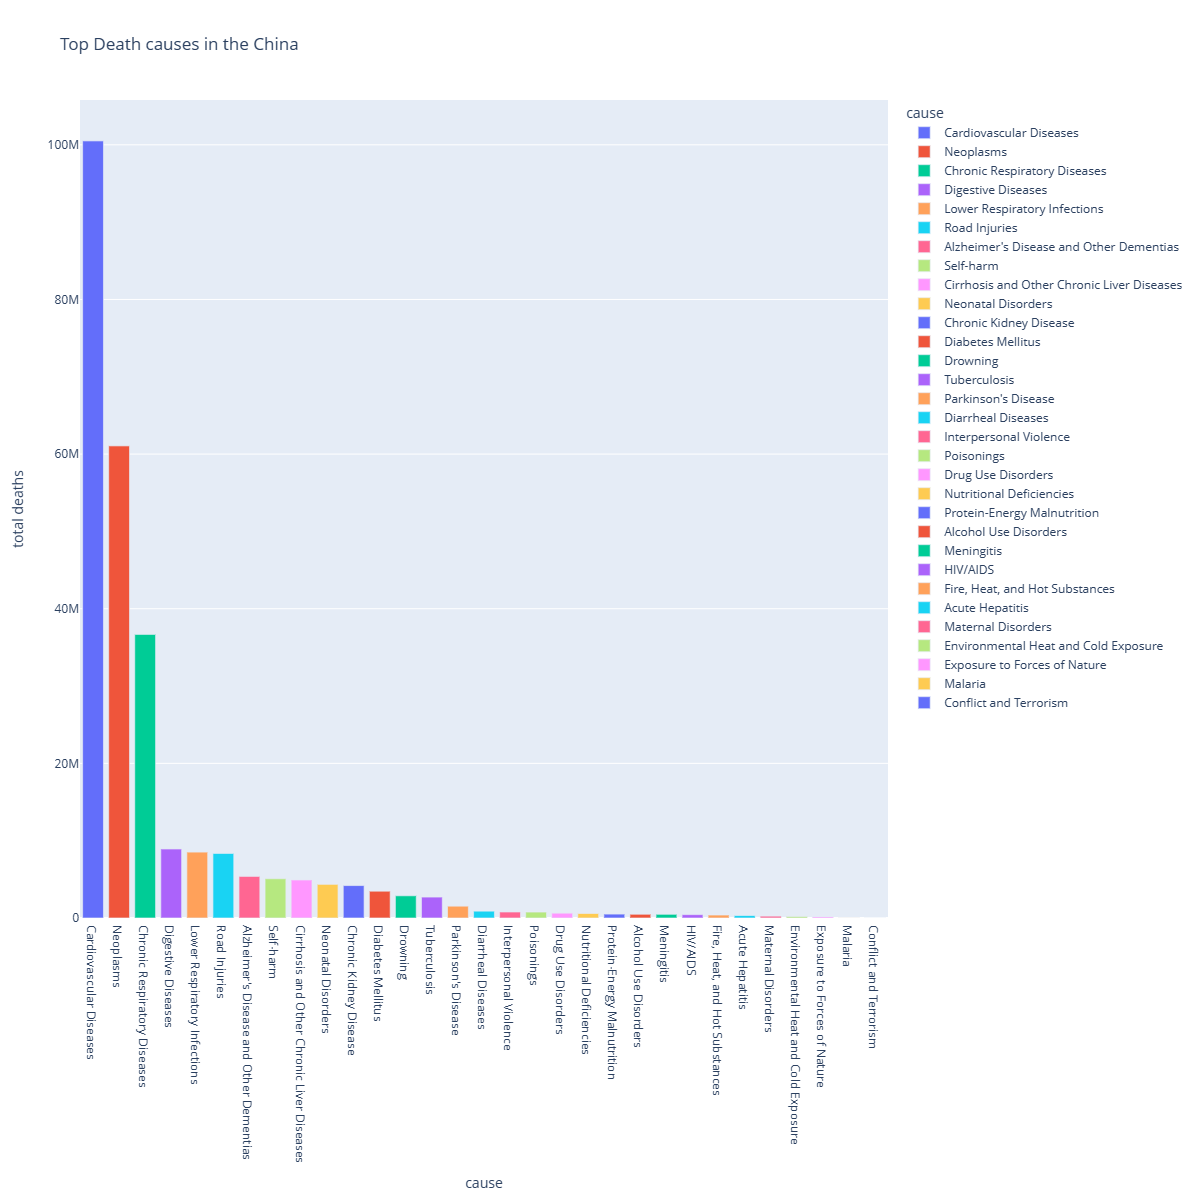 Top Death causes in the China
total deaths
100M
80M
60M
40M
20M
0
Cardiovascular Diseases
Neoplasms
Chronic Respiratory Diseases
Digestive Diseases
Lower Respiratory Infections
Road Injuries
Alzheimer's Disease and Other Dementias
Self-harm
Cirrhosis and Other Chronic Liver Diseases
Neonatal Disorders
Chronic Kidney Disease
Diabetes Mellitus
Drowning
Tuberculosis
Parkinson's Disease
Diarrheal Diseases
Interpersonal Violence
Poisonings
Drug Use Disorders
Nutritional Deficiencies
Protein-Energy Malnutrition
Alcohol Use Disorders
Meningitis
HIV/AIDS
Fire, Heat, and Hot Substances
Acute Hepatitis
Maternal Disorders
Environmental Heat and Cold Exposure
Exposure to Forces of Nature
Malaria
Conflict and Terrorism
cause
cause
Cardiovascular Diseases
Neoplasms
Chronic Respiratory Diseases
Digestive Diseases
Lower Respiratory Infections
Road Injuries
Alzheimer's Disease and Other Dementias
Self-harm
Cirrhosis and Other Chronic Liver Diseases
Neonatal Disorders
Chronic Kidney Disease
Diabetes Mellitus
Drowning
Tuberculosis
Parkinson's Disease
Diarrheal Diseases
Interpersonal Violence
Poisonings
Drug Use Disorders
Nutritional Deficiencies
Protein-Energy Malnutrition
Alcohol Use Disorders
Meningitis
HIV/AIDS
Fire, Heat, and Hot Substances
Acute Hepatitis
Maternal Disorders
Environmental Heat and Cold Exposure
Exposure to Forces of Nature
Malaria
Conflict and Terrorism